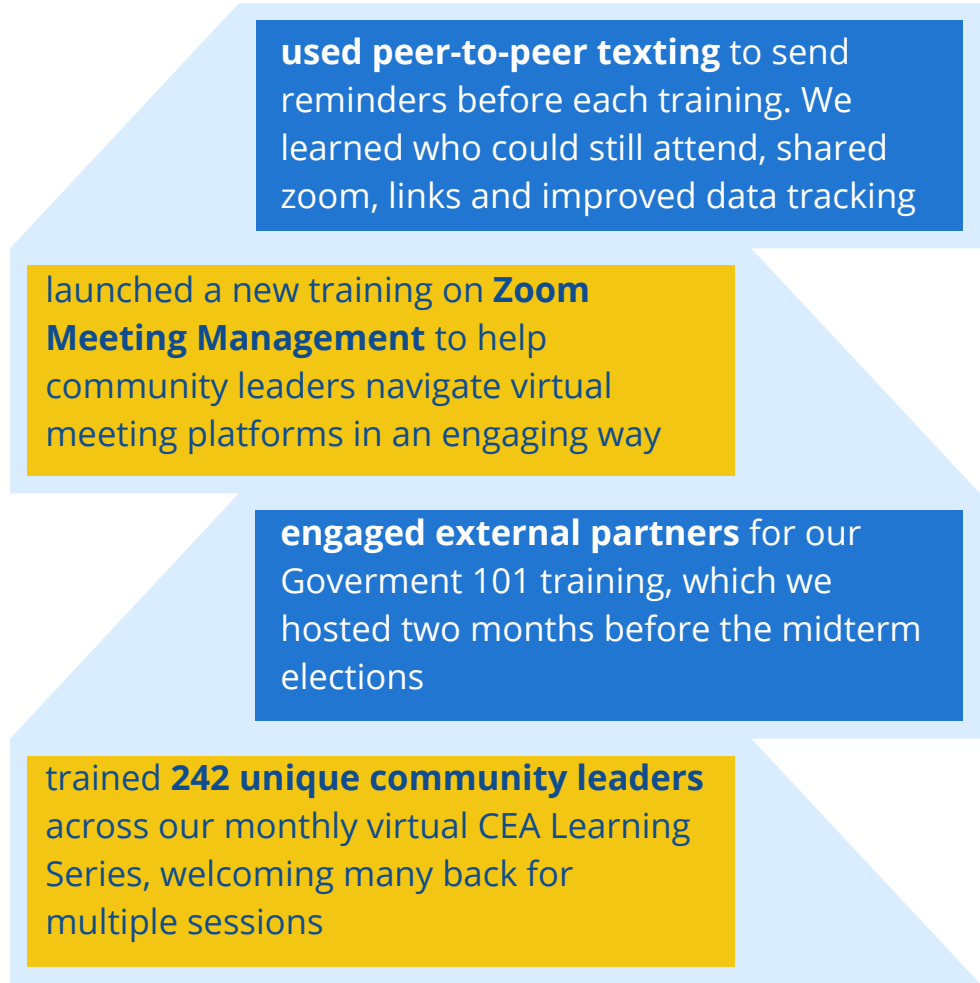 used peer-to-peer texting to send
reminders before each training. We
learned who could still attend, shared
zoom, links and improved data tracking
launched a new training on Zoom
Meeting Management to help
community leaders navigate virtual
meeting platforms in an engaging way
engaged external partners for our
Goverment 101 training, which we
hosted two months before the midterm
elections
trained 242 unique community leaders
across our monthly virtual CEA Learning
Series, welcoming many back for
multiple sessions